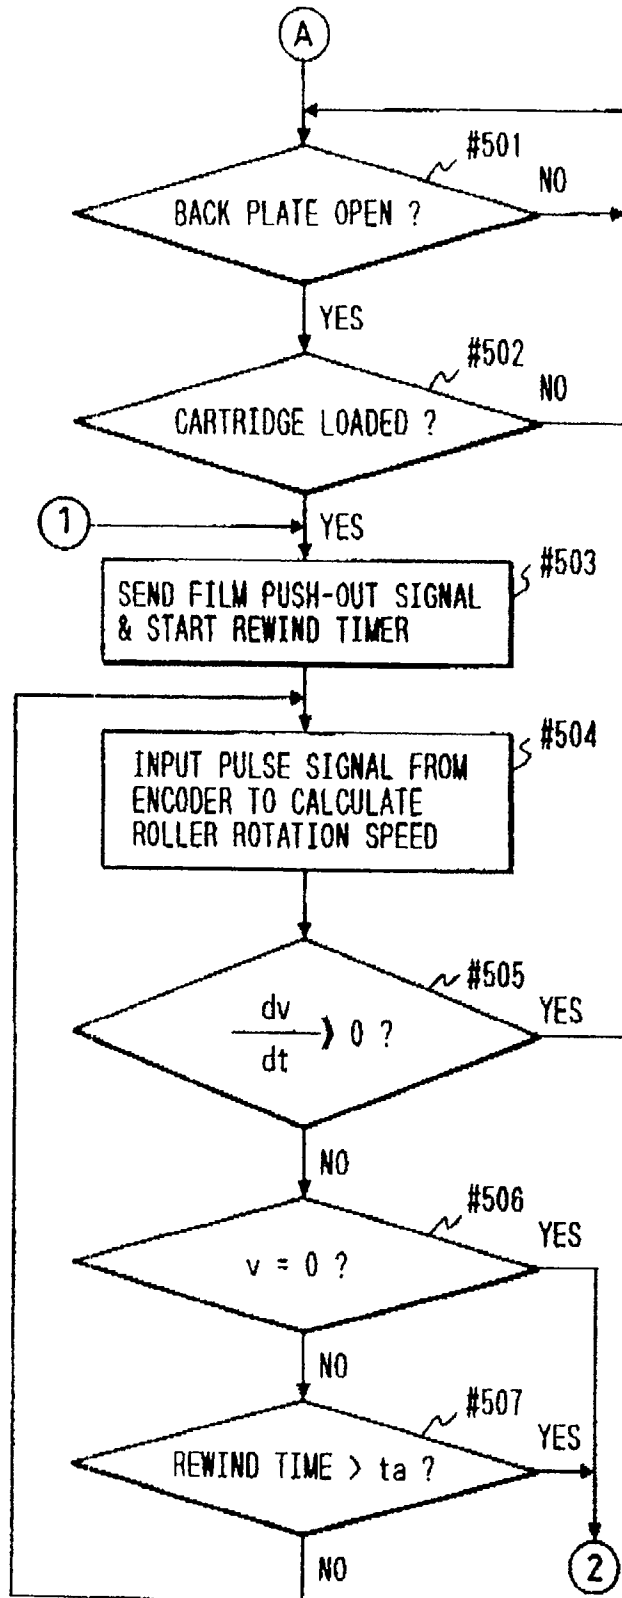 A
#501
BACK PLATE OPEN ?
NO
YES
#502
CARTRIDGE LOADED ?
NO
1
YES
#503
SEND FILM PUSH-OUT SIGNAL
& START REWIND TIMER
#504
INPUT PULSE SIGNAL FROM
ENCODER TO CALCULATE
ROLLER ROTATION SPEED
#505
dv
dt
> 0 ?
YES
NO
#506
v = 0 ?
YES
NO
#507
REWIND TIME > ta ?
YES
NO
2